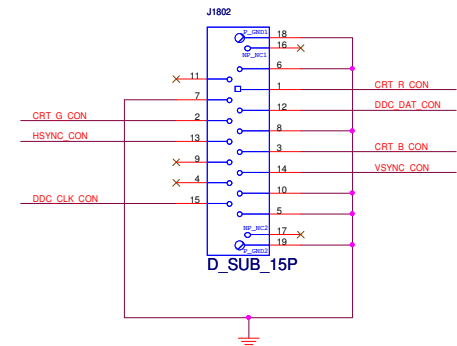 J1802
P_GND1 18
NP_NC1 16
6
11
1 CRT_R_CON
7
12 DDC_DAT_CON
CRT_G_CON 2
8
HSYNC_CON 13
3 CRT_B_CON
9
14 VSYNC_CON
4
10
DDC_CLK_CON 15
5
NP_NC2 17
P_GND2 19
D_SUB_15P